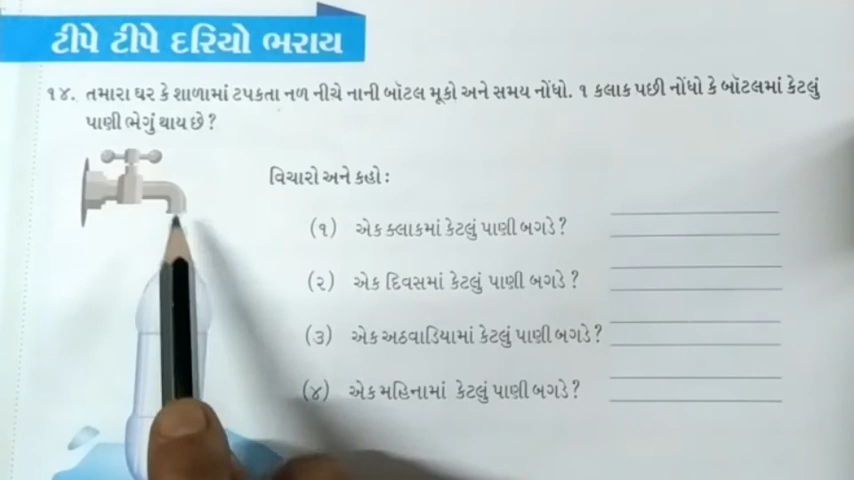 ટીપે ટીપે દરિયો ભરાય
૧૪. તમારા ઘર કે શાળામાં ટપકતા નળ નીચે નાની બૉટલ મૂકો અને સમય નોંધો. ૧ કલાક પછી નોંધો કે બૉટલમાં કેટલું
પાણી ભેગું થાય છે ?
વિચારો અને કહો :
(૧) એક ક્લાકમાં કેટલું પાણી બગડે ?
(૨) એક દિવસમાં કેટલું પાણી બગડે ?
(૩) એક અઠવાડિયામાં કેટલું પાણી બગડે ?
(૪) એક મહિનામાં કેટલું પાણી બગડે ?